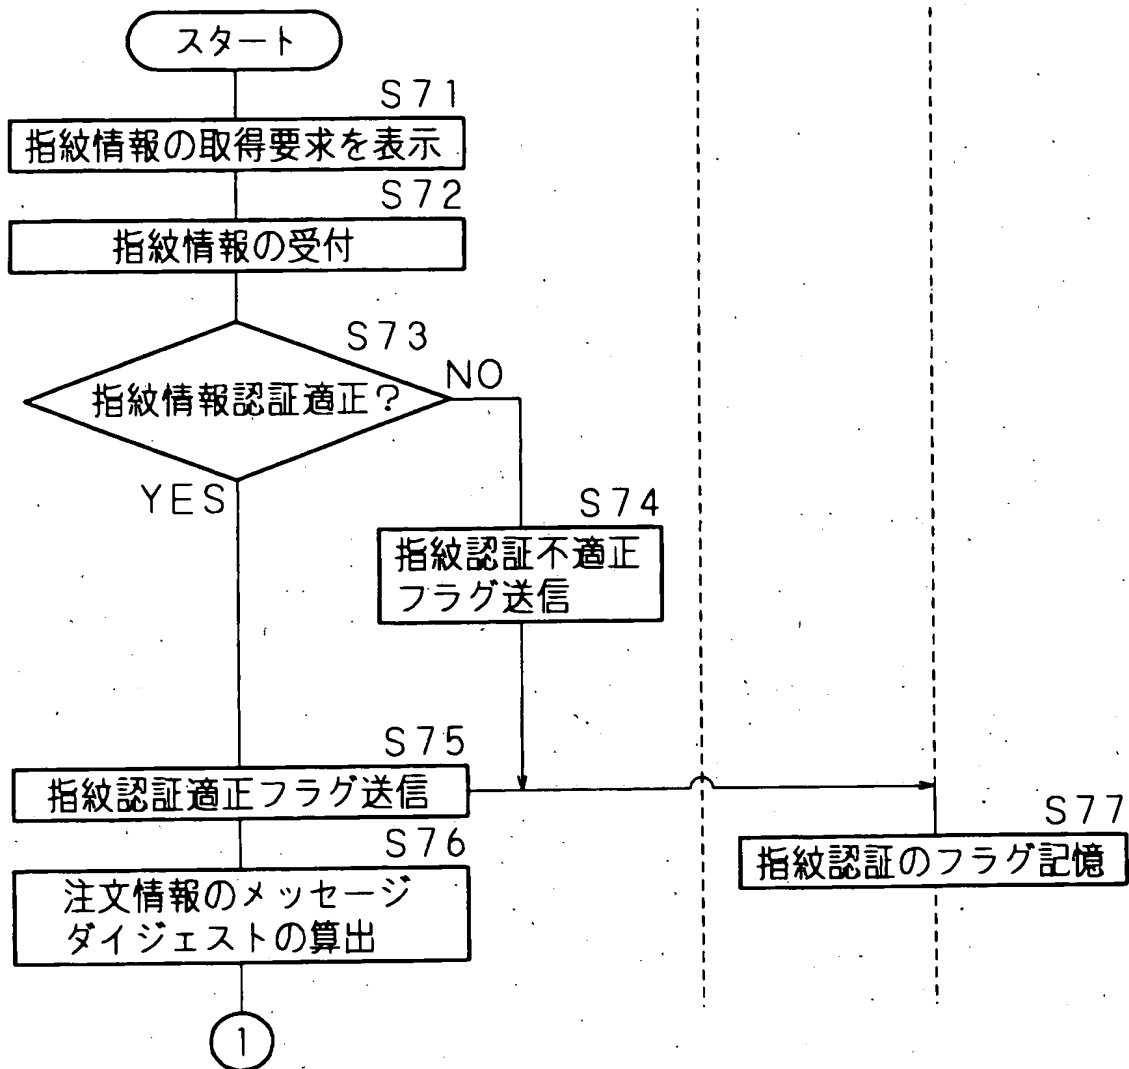 スタート
S71
指紋情報の取得要求を表示
S72
指紋情報の受付
S73
指紋情報認証適正?
NO
YES
S74
指紋認証不適正
フラグ送信
S75
指紋認証適正フラグ送信
S76
注文情報のメッセージ
ダイジェストの算出
S77
指紋認証のフラグ記憶
1